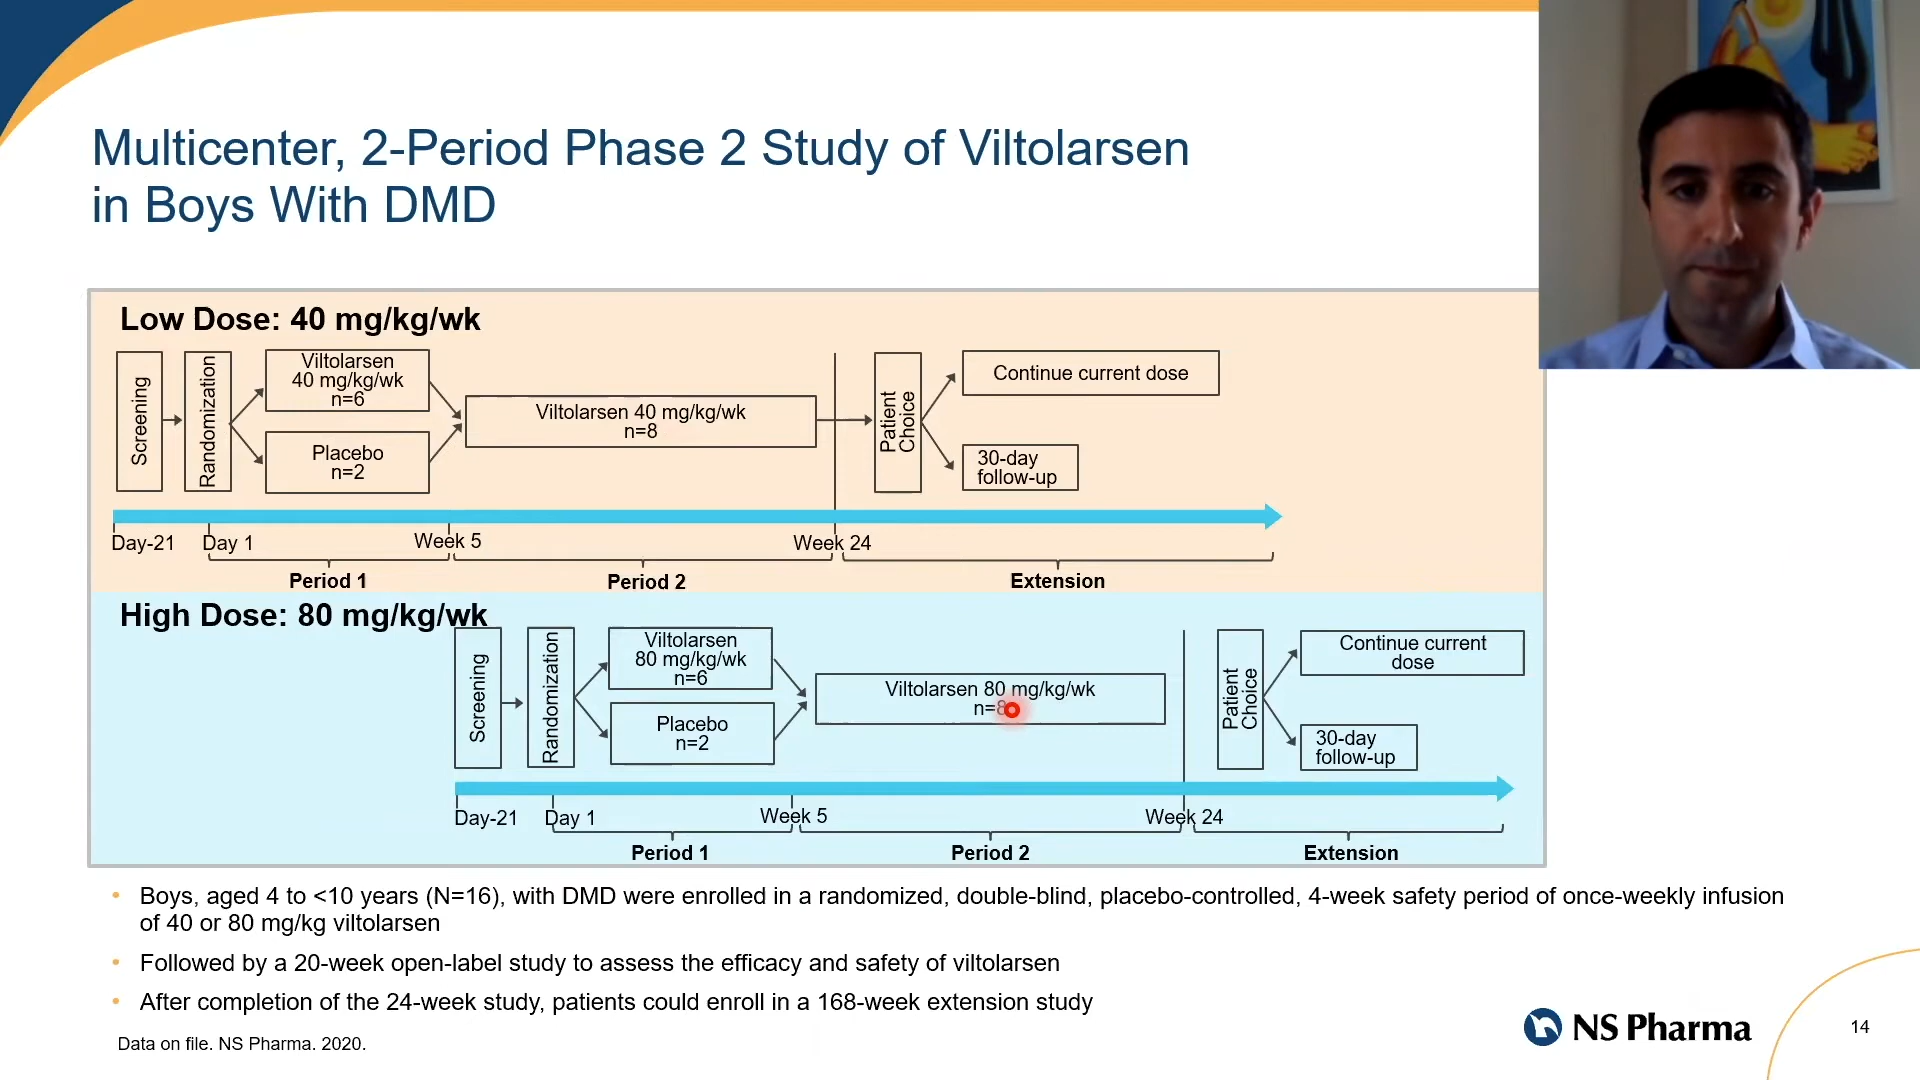 Multicenter, 2-Period Phase 2 Study of Viltolarsen
in Boys With DMD
Low Dose: 40 mg/kg/wk
Screening
Randomization
Viltolarsen
40 mg/kg/wk
n=6
Placebo
n=2
Viltolarsen 40 mg/kg/wk
n=8
Patient
Choice
Continue current dose
30-day
follow-up
Day-21
Day 1
Week 5
Week 24
Period 1
Period 2
Extension
High Dose: 80 mg/kg/wk
Screening
Randomization
Viltolarsen
80 mg/kg/wk
n=6
Placebo
n=2
Viltolarsen 80 mg/kg/wk
n=8
Patient
Choice
Continue current
dose
30-day
follow-up
Day-21
Day 1
Week 5
Week 24
Period 1
Period 2
Extension
• Boys, aged 4 to <10 years (N=16), with DMD were enrolled in a randomized, double-blind, placebo-controlled, 4-week safety period of once-weekly infusion
of 40 or 80 mg/kg viltolarsen
• Followed by a 20-week open-label study to assess the efficacy and safety of viltolarsen
• After completion of the 24-week study, patients could enroll in a 168-week extension study
Data on file. NS Pharma. 2020.
NS Pharma
14